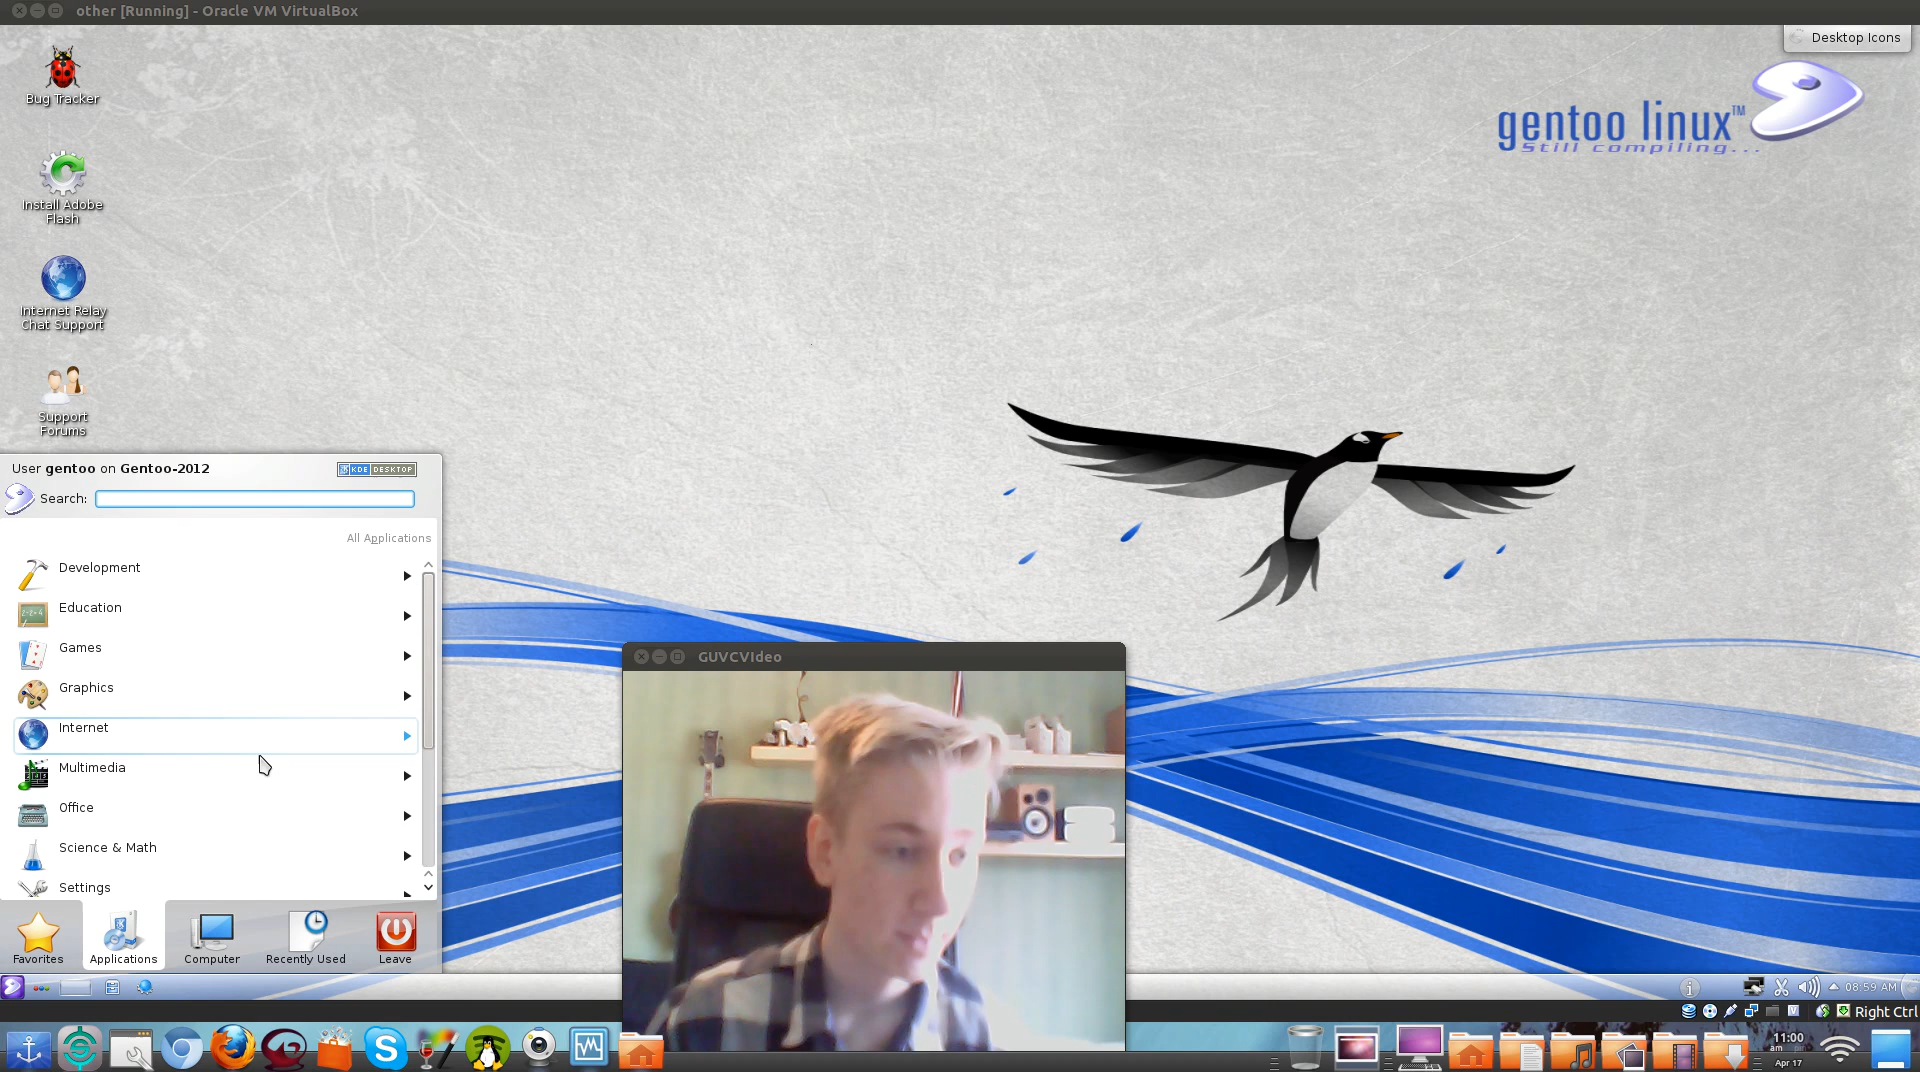 other [Running] - Oracle VM VirtualBox
Desktop Icons
gentoo linux™
Still compiling...
Bug Tracker
Install Adobe
Flash
Internet Relay
Chat Support
Support
Forums
User gentoo on Gentoo-2012
KDE DESKTOP
Search:
All Applications
Development
Education
Games
Graphics
Internet
Multimedia
Office
Science & Math
Settings
Favorites
Applications
Computer
Recently Used
Leave
GUVCVIdeo
08:59 AM
Right Ctrl
11:00
am
Apr 17